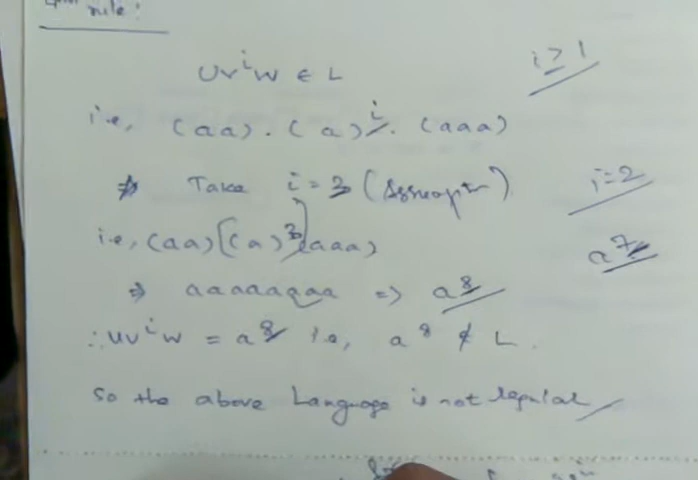 rule:
uv^i w ∈ L
i ≥ 1
i.e, (aa) . (a)^i . (aaa)
⇒ Take i = 3 (Assumption)
i = 2
i.e, (aa)[(a)^3](aaa)
a^7
⇒ aaaaaaaa ⇒ a^8
∴ uv^i w = a^8 i.e, a^8 ∉ L.
So the above Language is not regular